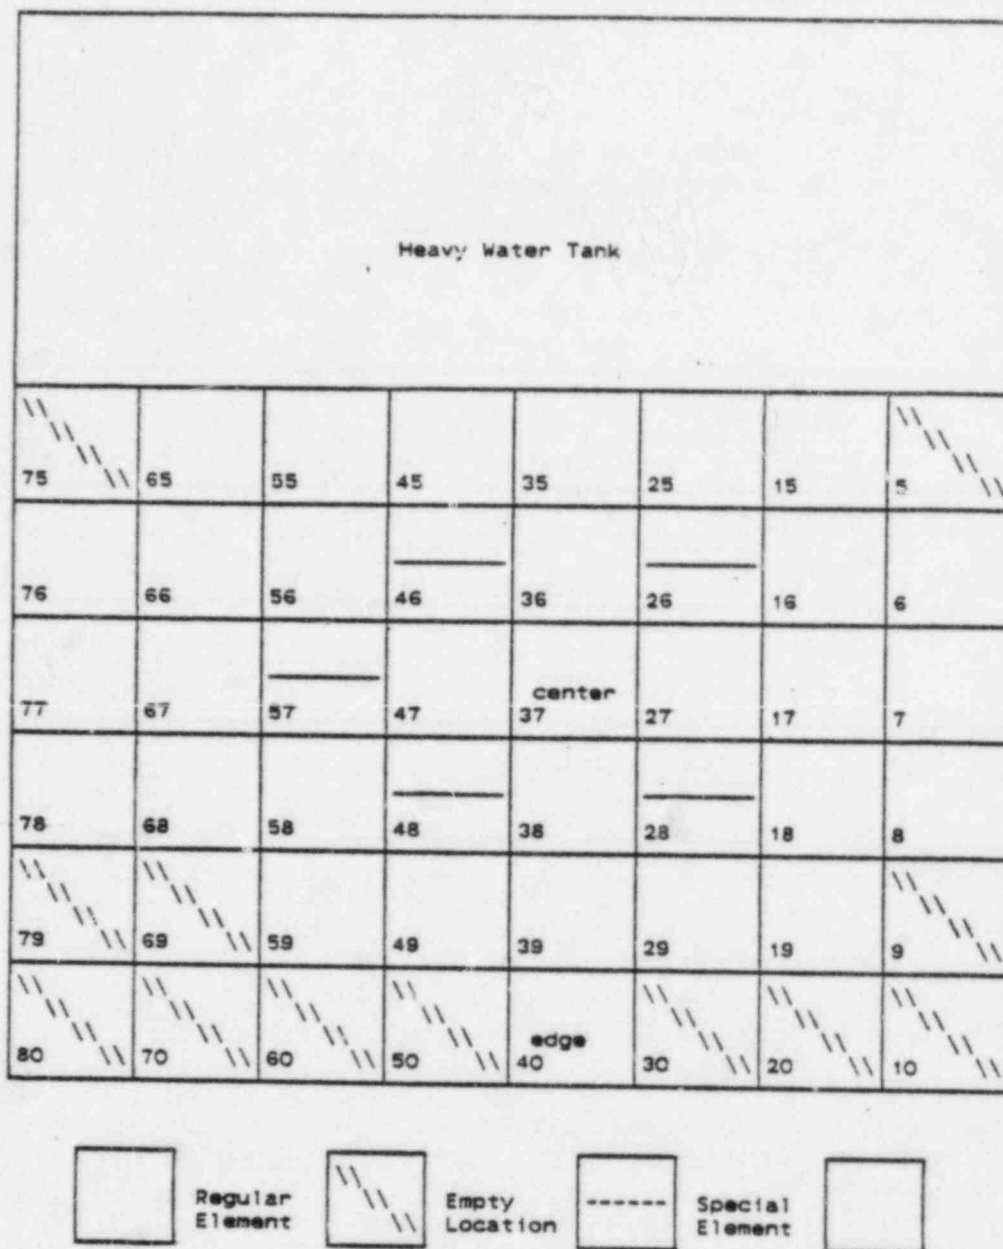 Heavy Water Tank
75 65 55 45 35 25 15 5
76 66 56 46 36 26 16 6
center
77 67 57 47 37 27 17 7
78 68 58 48 38 28 18 8
79 69 59 49 39 29 19 9
edge
80 70 60 50 40 30 20 10
Regular Empty Special
Element Location Element